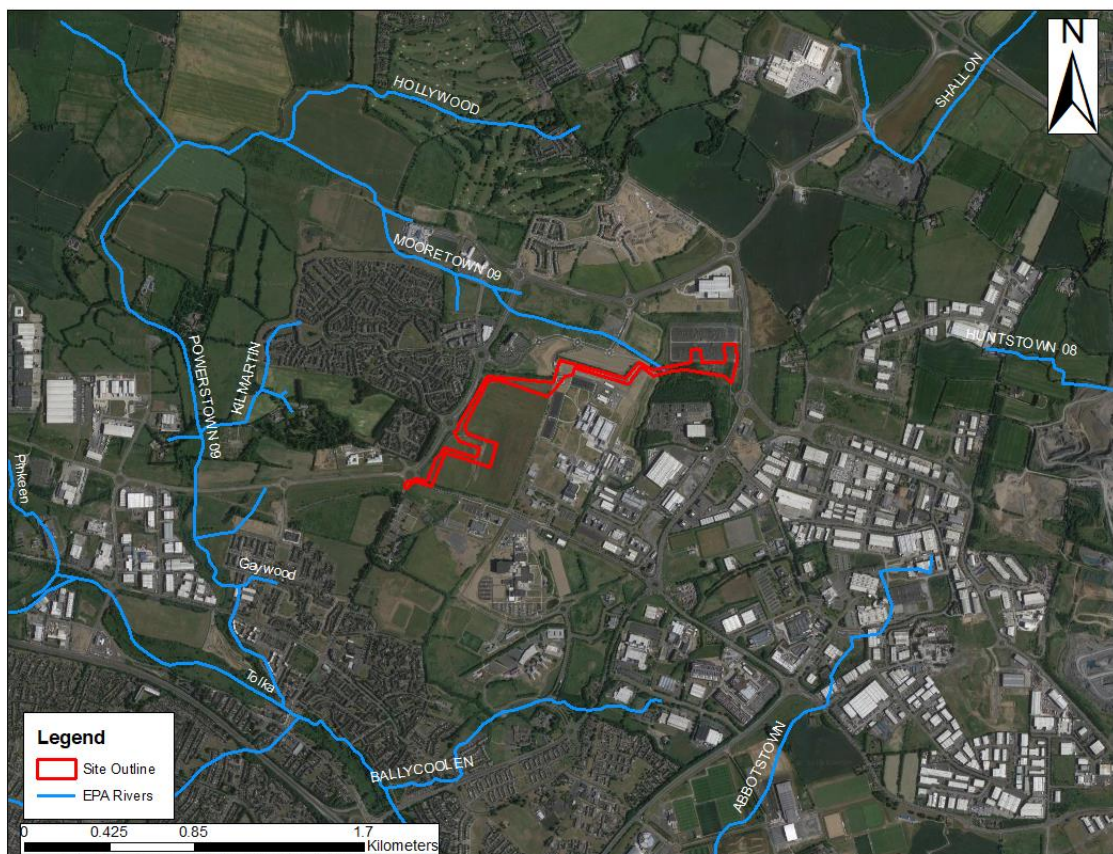 N
HOLLYWOOD
SHALLON
MOORETOWN 09
HUNTSTOWN 08
POWERSTOWN 09
KILMARTIN
Pinkeen
Gaywood
Tolka
BALLYCOOLEN
ABBOTSTOWN
Legend
Site Outline
EPA Rivers
0 0.425 0.85 1.7
Kilometers